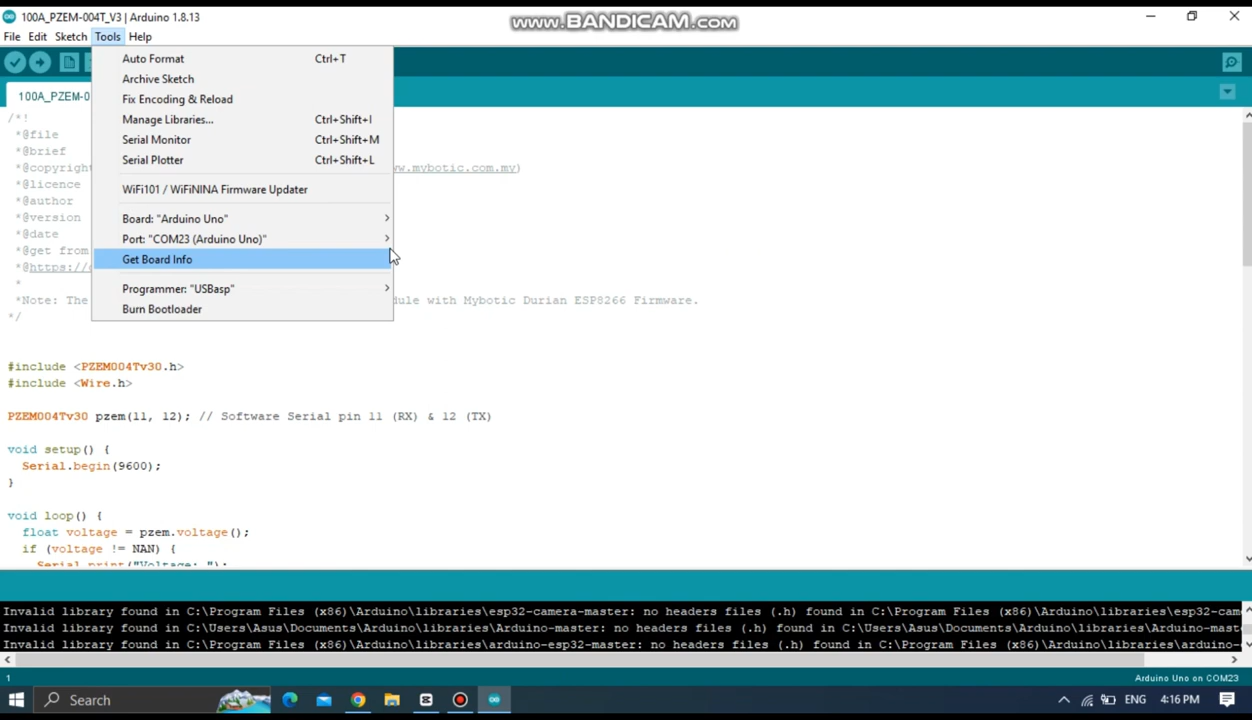 100A_PZEM-004T_V3 | Arduino 1.8.13
www.BANDICAM.com
File Edit Sketch Tools Help
Auto Format Ctrl+T
100A_PZEM-0
Archive Sketch
Fix Encoding & Reload
Manage Libraries... Ctrl+Shift+I
Serial Monitor Ctrl+Shift+M
Serial Plotter Ctrl+Shift+L
WiFi101 / WiFiNINA Firmware Updater
Board: "Arduino Uno"
Port: "COM23 (Arduino Uno)"
Get Board Info
Programmer: "USBasp"
Burn Bootloader
/*!
*@file
*@brief
*@copyright ww.mybotic.com.my)
*@licence
*@author
*@version
*@date
*@get from
*@https://
*
*Note: The dule with Mybotic Durian ESP8266 Firmware.
*/
#include <PZEM004Tv30.h>
#include <Wire.h>
PZEM004Tv30 pzem(11, 12); // Software Serial pin 11 (RX) & 12 (TX)
void setup() {
Serial.begin(9600);
}
void loop() {
float voltage = pzem.voltage();
if (voltage != NAN) {
Serial.print("Voltage: ");
Invalid library found in C:\Program Files (x86)\Arduino\libraries\esp32-camera-master: no headers files (.h) found in C:\Program Files (x86)\Arduino\libraries\esp32-cam
Invalid library found in C:\Users\Asus\Documents\Arduino\libraries\Arduino-master: no headers files (.h) found in C:\Users\Asus\Documents\Arduino\libraries\Arduino-mast
Invalid library found in C:\Program Files (x86)\Arduino\libraries\arduino-esp32-master: no headers files (.h) found in C:\Program Files (x86)\Arduino\libraries\arduino-
1 Arduino Uno on COM23
Search ENG 4:16 PM